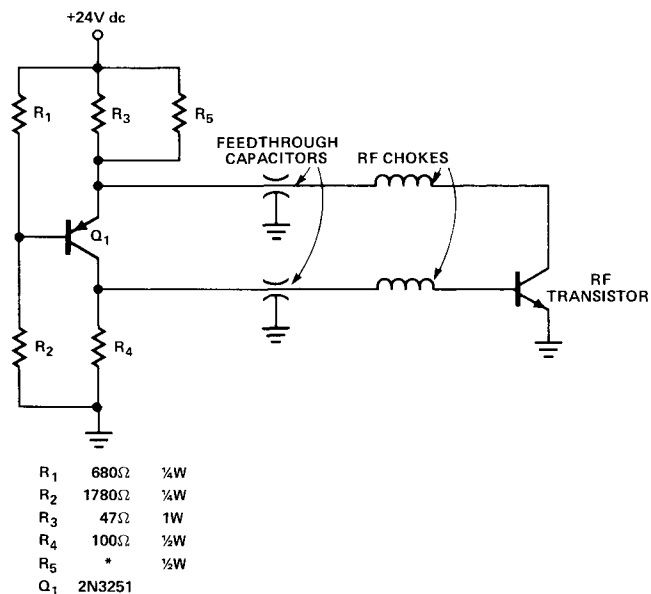 +24V dc
R1
R3
R5
FEEDTHROUGH
CAPACITORS
RF CHOKES
Q1
RF
TRANSISTOR
R2
R4
R1 680Ω ¼W
R2 1780Ω ¼W
R3 47Ω 1W
R4 100Ω ½W
R5 * ½W
Q1 2N3251